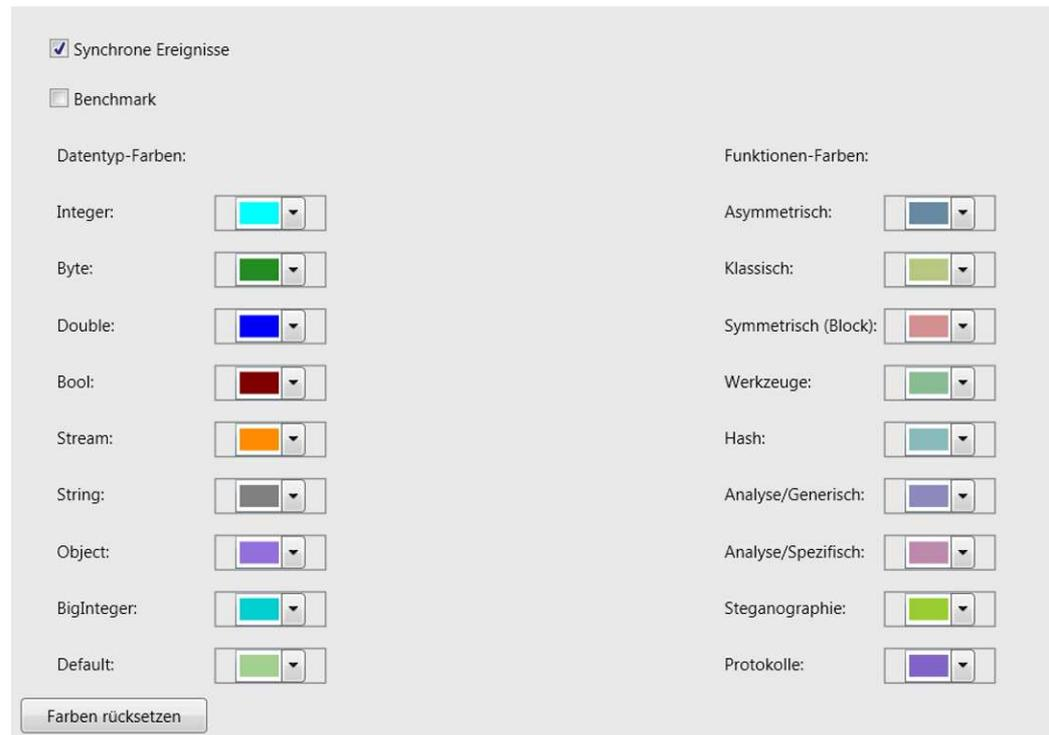 Synchrone Ereignisse
Benchmark
Datentyp-Farben:
Integer:
Byte:
Double:
Bool:
Stream:
String:
Object:
BigInteger:
Default:
Funktionen-Farben:
Asymmetrisch:
Klassisch:
Symmetrisch (Block):
Werkzeuge:
Hash:
Analyse/Generisch:
Analyse/Spezifisch:
Steganographie:
Protokolle:
Farben rücksetzen